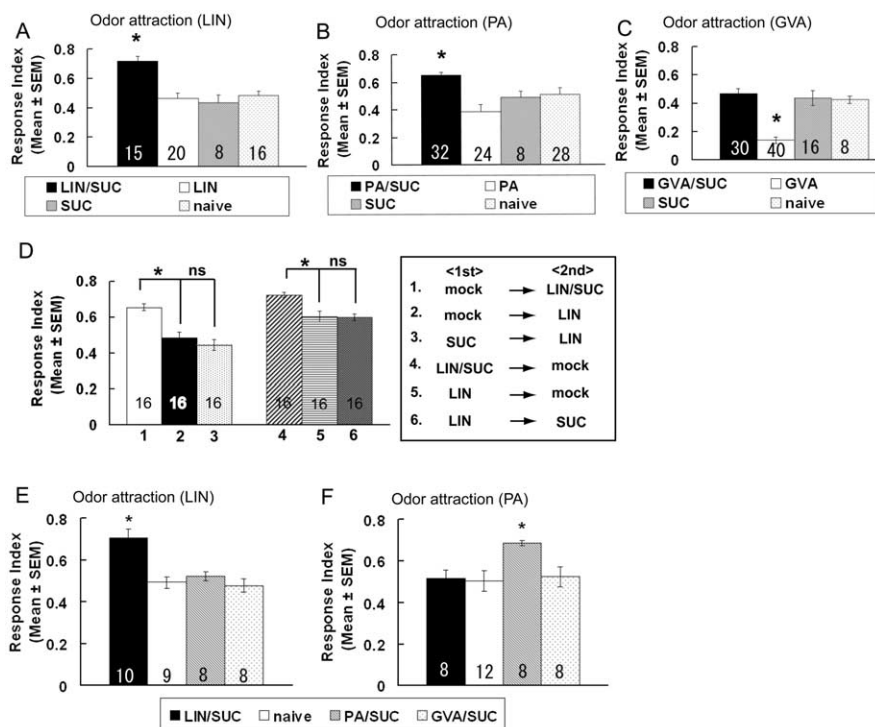 Odor attraction (LIN)
A
Response Index
(Mean ± SEM)
0.8
0.6
0.4
0.2
0
*
15
20
8
16
LIN/SUC
LIN
SUC
naive
Odor attraction (PA)
B
Response Index
(Mean ± SEM)
0.8
0.6
0.4
0.2
0
*
32
24
8
28
PA/SUC
PA
SUC
naive
Odor attraction (GVA)
C
Response Index
(Mean ± SEM)
0.8
0.6
0.4
0.2
0
*
30
40
16
8
GVA/SUC
GVA
SUC
naive
D
Response Index
(Mean ± SEM)
0.8
0.6
0.4
0.2
0
* ns
* ns
16
16
16
16
16
16
1 2 3 4 5 6
<1st> <2nd>
1. mock → LIN/SUC
2. mock → LIN
3. SUC → LIN
4. LIN/SUC → mock
5. LIN → mock
6. LIN → SUC
E
Odor attraction (LIN)
Response Index
(Mean ± SEM)
0.8
0.6
0.4
0.2
0
*
10
9
8
8
F
Odor attraction (PA)
Response Index
(Mean ± SEM)
0.8
0.6
0.4
0.2
0
*
8
12
8
8
LIN/SUC naive PA/SUC GVA/SUC